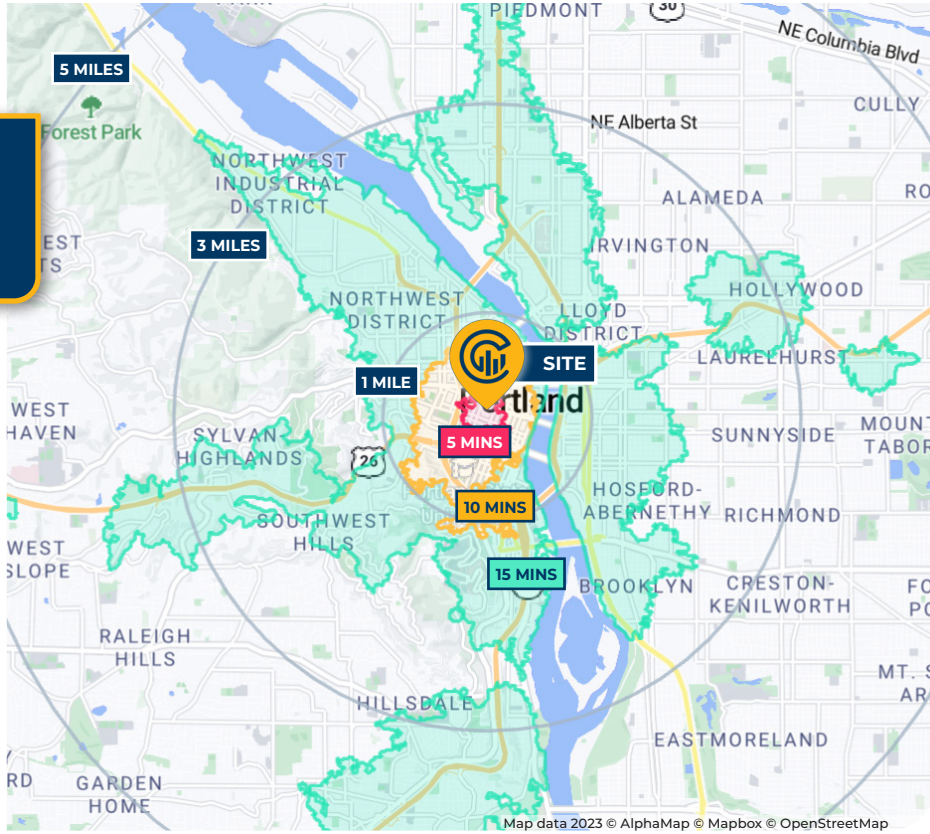 PIEDMONT
30
NE Columbia Blvd
5 MILES
CULLY
Forest Park
NE Alberta St
NORTHWEST
INDUSTRIAL
DISTRICT
ALAMEDA
3 MILES
IRVINGTON
HOLLYWOOD
NORTHWEST
DISTRICT
LLOYD
DISTRICT
LAURELHURST
SITE
1 MILE
WEST
HAVEN
5 MINS
SUNNYSIDE
MOUNT
TABOR
SYLVAN
HIGHLANDS
26
10 MINS
HOSFORD-
ABERNETHY
RICHMOND
SOUTHWEST
HILLS
WEST
SLOPE
15 MINS
BROOKLYN
CRESTON-
KENILWORTH
RALEIGH
HILLS
MT. S
HILLSDALE
EASTMORELAND
GARDEN
HOME
Map data 2023 © AlphaMap © Mapbox © OpenStreetMap